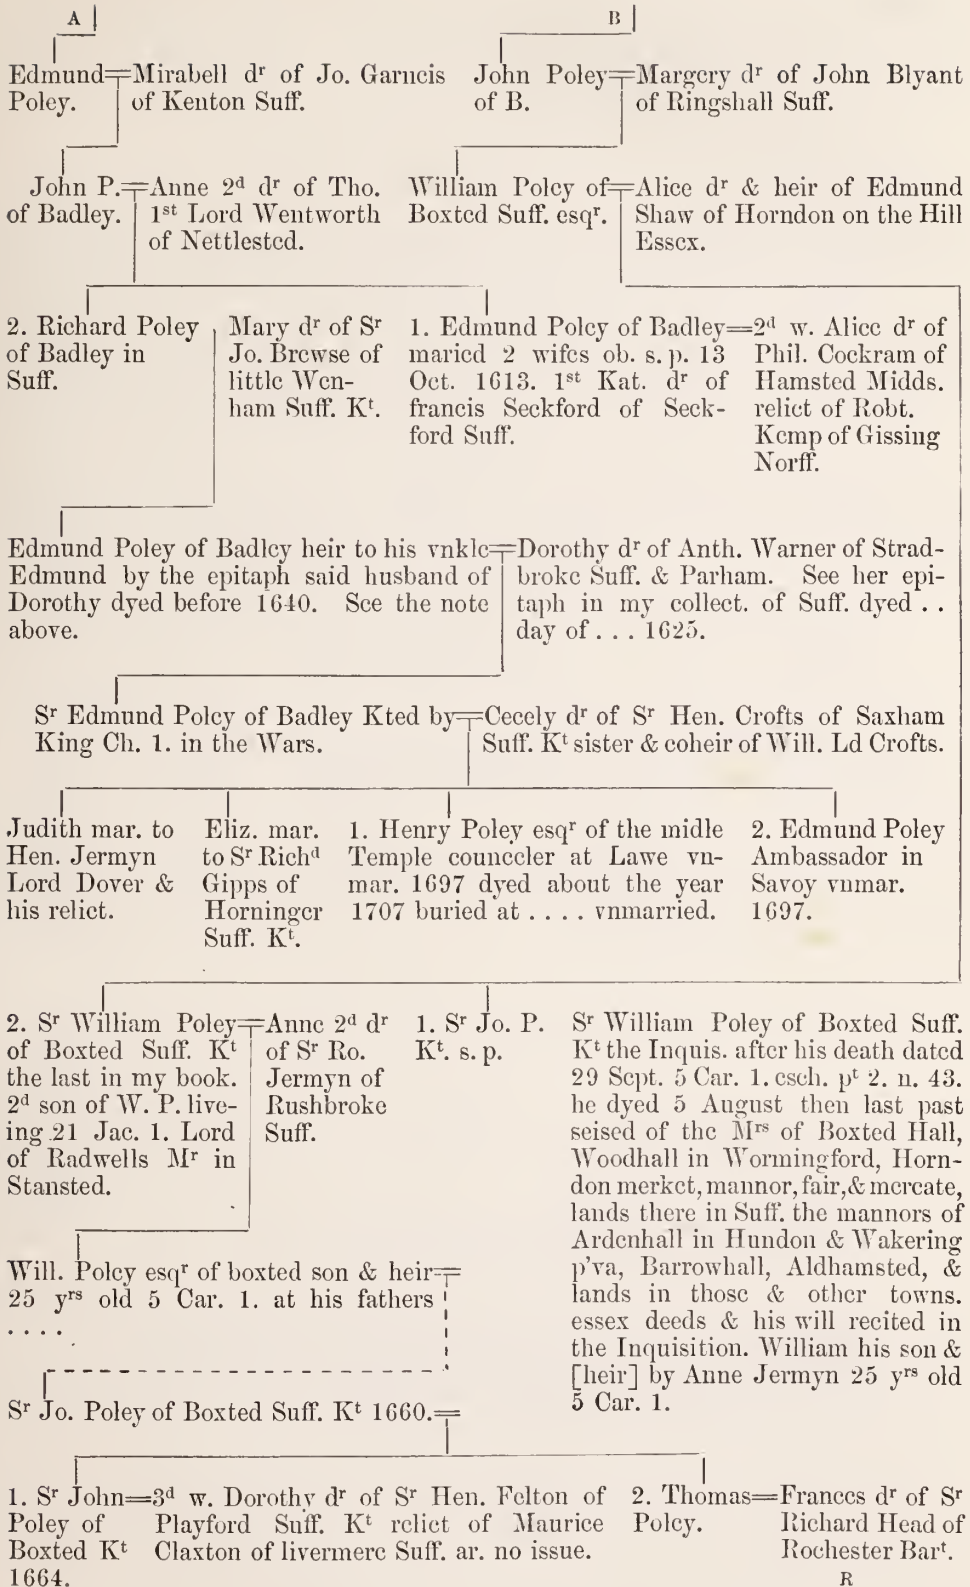 A
B
Edmund Poley.
Mirabell dʳ of Jo. Garneis
of Kenton Suff.
John Poley
of B.
Margery dʳ of John Blyant
of Ringshall Suff.
John P.
of Badley.
Anne 2ᵈ dʳ of Tho.
1ˢᵗ Lord Wentworth
of Nettlested.
William Poley of
Boxted Suff. esqʳ.
Alice dʳ & heir of Edmund
Shaw of Horndon on the Hill
Essex.
2. Richard Poley
of Badley in
Suff.
Mary dʳ of Sʳ
Jo. Brewse of
little Wen-
ham Suff. Kᵗ.
1. Edmund Poley of Badley
maried 2 wifes ob. s. p. 13
Oct. 1613. 1ˢᵗ Kat. dʳ of
francis Seckford of Seck-
ford Suff.
2ᵈ w. Alice dʳ of
Phil. Cockram of
Hamsted Midds.
relict of Robt.
Kemp of Gissing
Norff.
Edmund Poley of Badley heir to his vnkle
Edmund by the epitaph said husband of
Dorothy dyed before 1640. See the note
above.
Dorothy dʳ of Anth. Warner of Strad-
broke Suff. & Parham. See her epi-
taph in my collect. of Suff. dyed . .
day of . . . 1625.
Sʳ Edmund Poley of Badley Kted by
King Ch. 1. in the Wars.
Cecely dʳ of Sʳ Hen. Crofts of Saxham
Suff. Kᵗ sister & coheir of Will. Ld Crofts.
Judith mar. to
Hen. Jermyn
Lord Dover &
his relict.
Eliz. mar.
to Sʳ Richᵈ
Gipps of
Horninger
Suff. Kᵗ.
1. Henry Poley esqʳ of the midle
Temple counceler at Lawe vn-
mar. 1697 dyed about the year
1707 buried at . . . . vnmarried.
2. Edmund Poley
Ambassador in
Savoy vnmar.
1697.
2. Sʳ William Poley
of Boxted Suff. Kᵗ
the last in my book.
2ᵈ son of W. P. live-
ing 21 Jac. 1. Lord
of Radwells Mʳ in
Stansted.
Anne 2ᵈ dʳ
of Sʳ Ro.
Jermyn of
Rushbroke
Suff.
1. Sʳ Jo. P.
Kᵗ. s. p.
Sʳ William Poley of Boxted Suff.
Kᵗ the Inquis. after his death dated
29 Sept. 5 Car. 1. esch. pᵗ 2. n. 43.
he dyed 5 August then last past
seised of the Mʳˢ of Boxted Hall,
Woodhall in Wormingford, Horn-
don merket, mannor, fair, & mercate,
lands there in Suff. the mannors of
Ardenhall in Hundon & Wakering
p'va, Barrowhall, Aldhamsted, &
lands in those & other towns.
essex deeds & his will recited in
the Inquisition. William his son &
[heir] by Anne Jermyn 25 yʳˢ old
5 Car. 1.
Will. Poley esqʳ of boxted son & heir
25 yʳˢ old 5 Car. 1. at his fathers
. . . .
Sʳ Jo. Poley of Boxted Suff. Kᵗ 1660.
1. Sʳ John
Poley of
Boxted Kᵗ
1664.
3ᵈ w. Dorothy dʳ of Sʳ Hen. Felton of
Playford Suff. Kᵗ relict of Maurice
Claxton of livermere Suff. ar. no issue.
2. Thomas
Poley.
Frances dʳ of Sʳ
Richard Head of
Rochester Barᵗ.
R